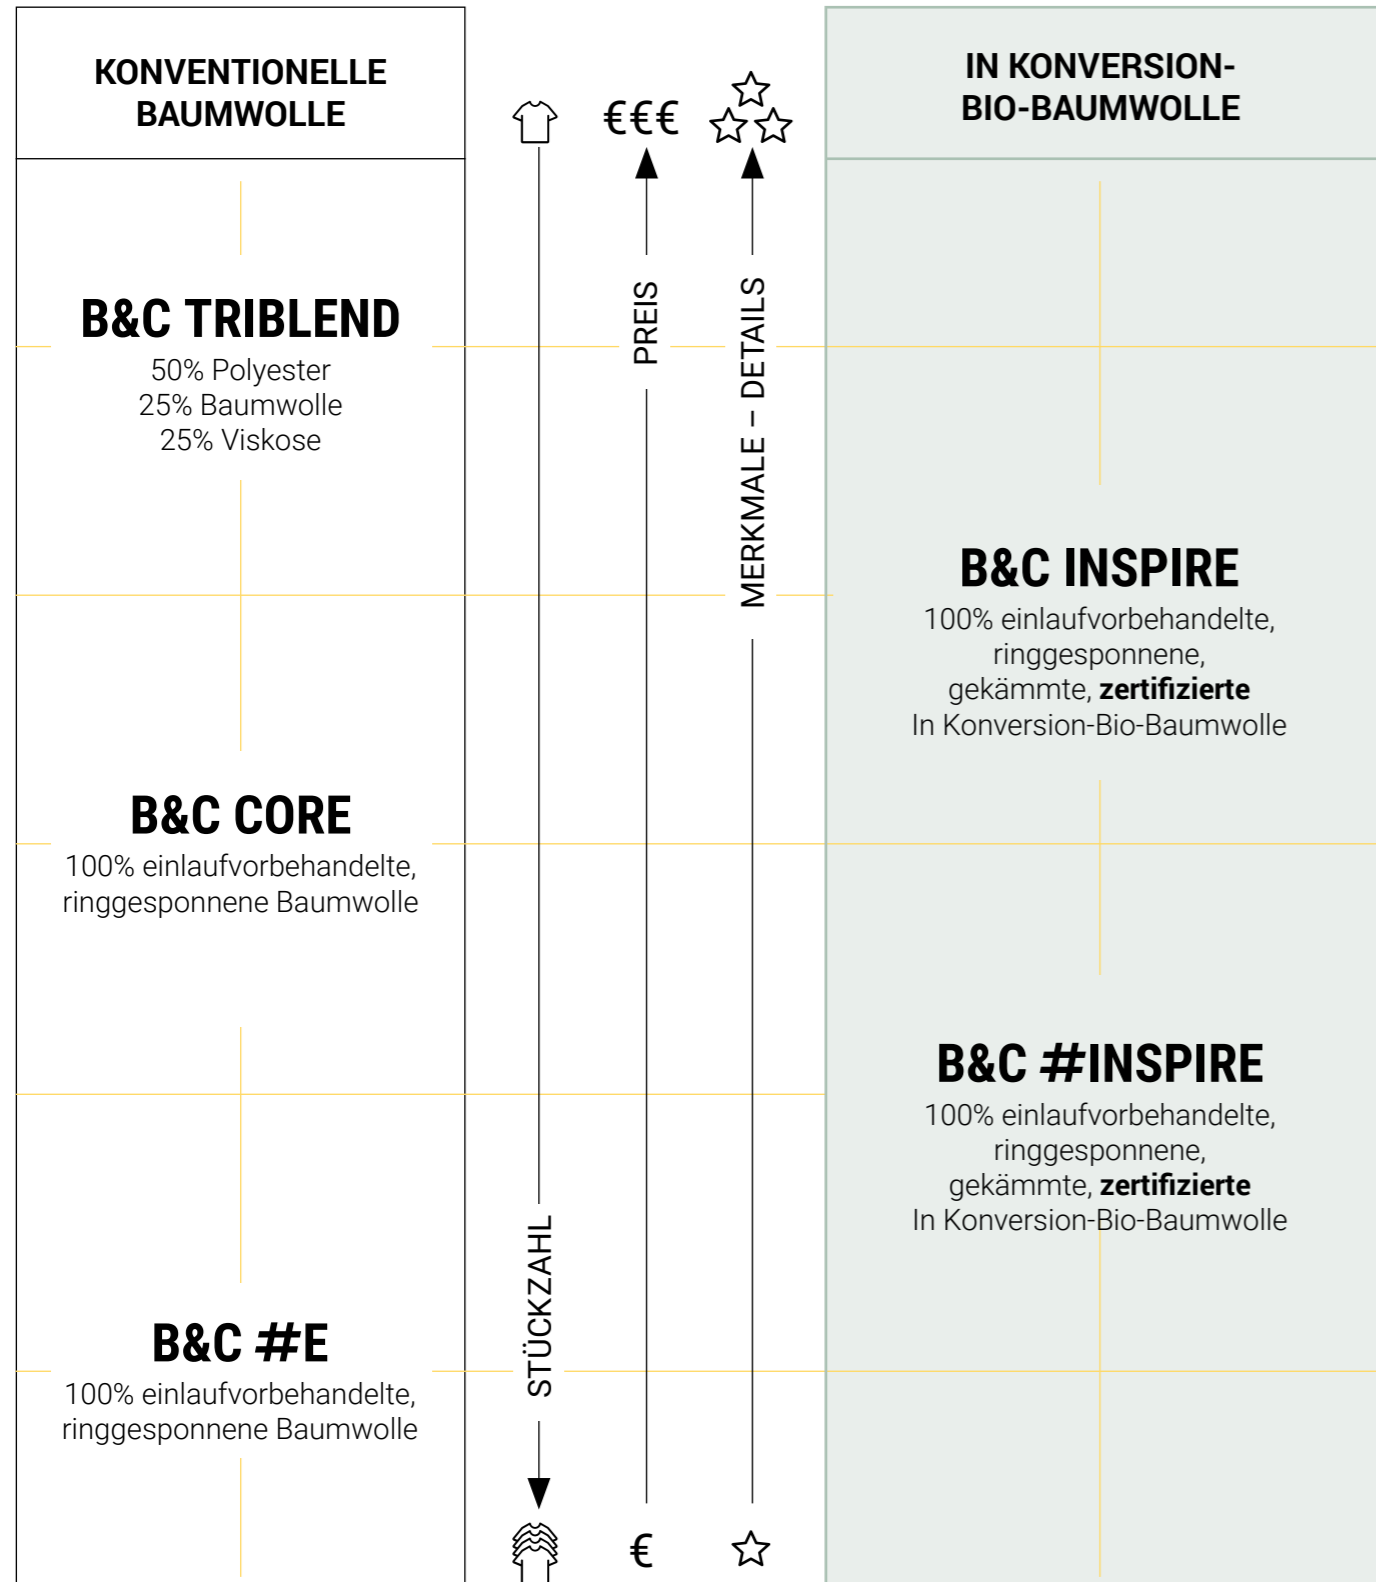 KONVENTIONELLE
BAUMWOLLE
€€€
IN KONVERSION-
BIO-BAUMWOLLE
B&C TRIBLEND
50% Polyester
25% Baumwolle
25% Viskose
B&C CORE
100% einlaufvorbehandelte,
ringgesponnene Baumwolle
B&C #E
100% einlaufvorbehandelte,
ringgesponnene Baumwolle
STÜCKZAHL
PREIS
MERKMALE – DETAILS
€
B&C INSPIRE
100% einlaufvorbehandelte,
ringgesponnene,
gekämmte, zertifizierte
In Konversion-Bio-Baumwolle
B&C #INSPIRE
100% einlaufvorbehandelte,
ringgesponnene,
gekämmte, zertifizierte
In Konversion-Bio-Baumwolle